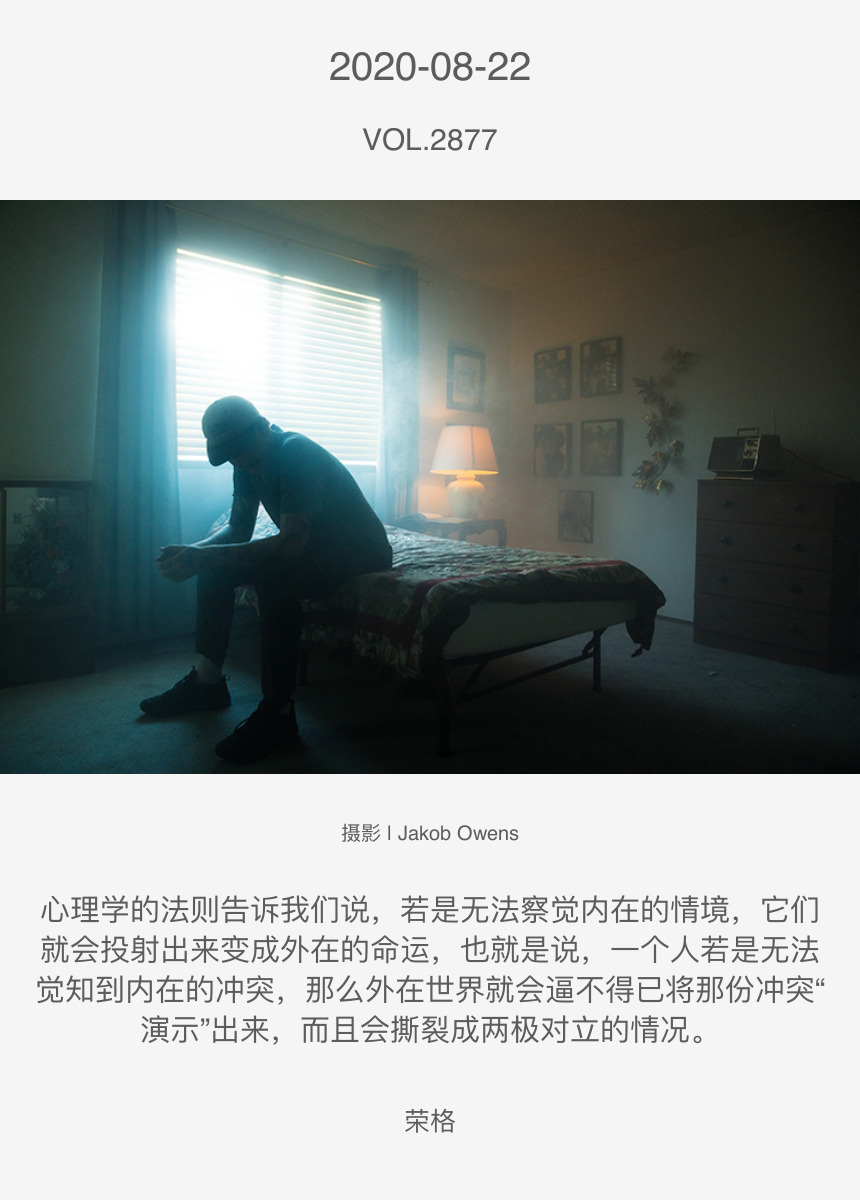 2020-08-22
VOL.2877
摄影 | Jakob Owens
心理学的法则告诉我们说，若是无法察觉内在的情境，它们
就会投射出来变成外在的命运，也就是说，一个人若是无法
觉知到内在的冲突，那么外在世界就会逼不得已将那份冲突“
演示”出来，而且会撕裂成两极对立的情况。
荣格